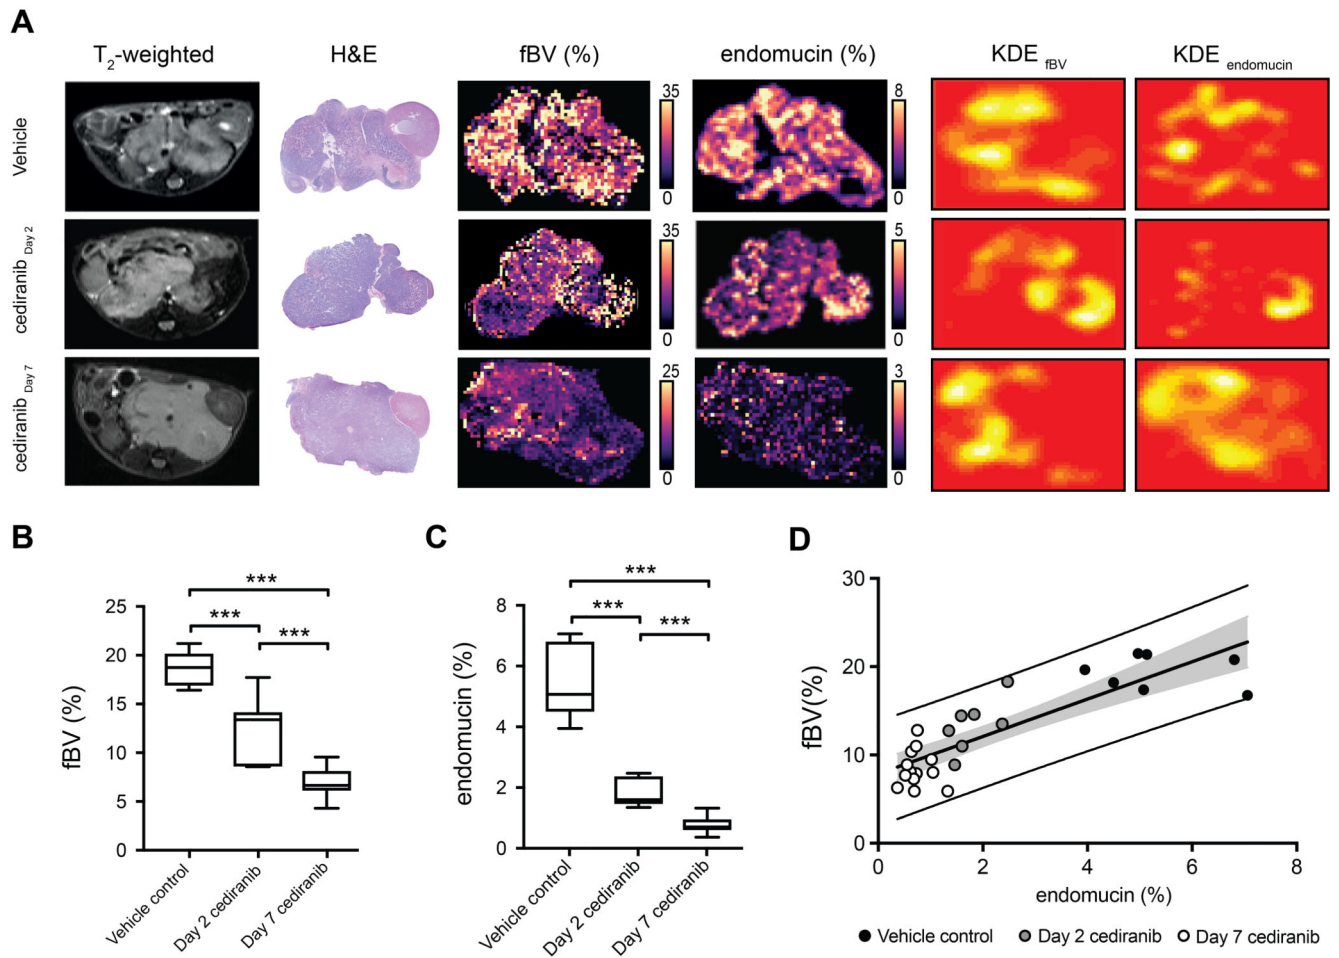 A
T2-weighted H&E fBV (%) endomucin (%) KDE fBV KDE endomucin
Vehicle
35
0
8
0
cediranib Day 2
35
0
5
0
cediranib Day 7
25
0
3
0
B
fBV (%)
25
20
15
10
5
0
***
***
***
Vehicle control
Day 2 cediranib
Day 7 cediranib
C
endomucin (%)
8
6
4
2
0
***
***
***
Vehicle control
Day 2 cediranib
Day 7 cediranib
D
fBV(%)
30
20
10
0
0 2 4 6 8
endomucin (%)
Vehicle control Day 2 cediranib Day 7 cediranib